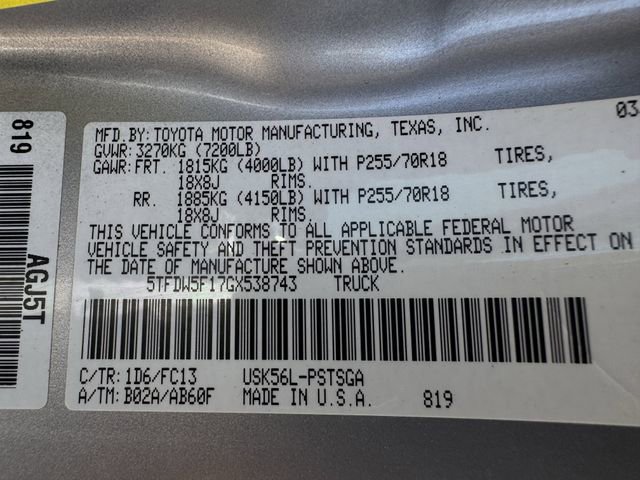 819
AGJ5T
03
MFD.BY: TOYOTA MOTOR MANUFACTURING, TEXAS, INC.
GVWR: 3270KG (7200LB)
GAWR: FRT. 1815KG (4000LB) WITH P255/70R18 TIRES,
18X8J RIMS.
RR. 1885KG (4150LB) WITH P255/70R18 TIRES,
18X8J RIMS.
THIS VEHICLE CONFORMS TO ALL APPLICABLE FEDERAL MOTOR
VEHICLE SAFETY AND THEFT PREVENTION STANDARDS IN EFFECT ON
THE DATE OF MANUFACTURE SHOWN ABOVE.
5TFDW5F17GX538743 TRUCK
C/TR: 1D6/FC13 USK56L-PSTSGA
A/TM: B02A/AB60F MADE IN U.S.A. 819